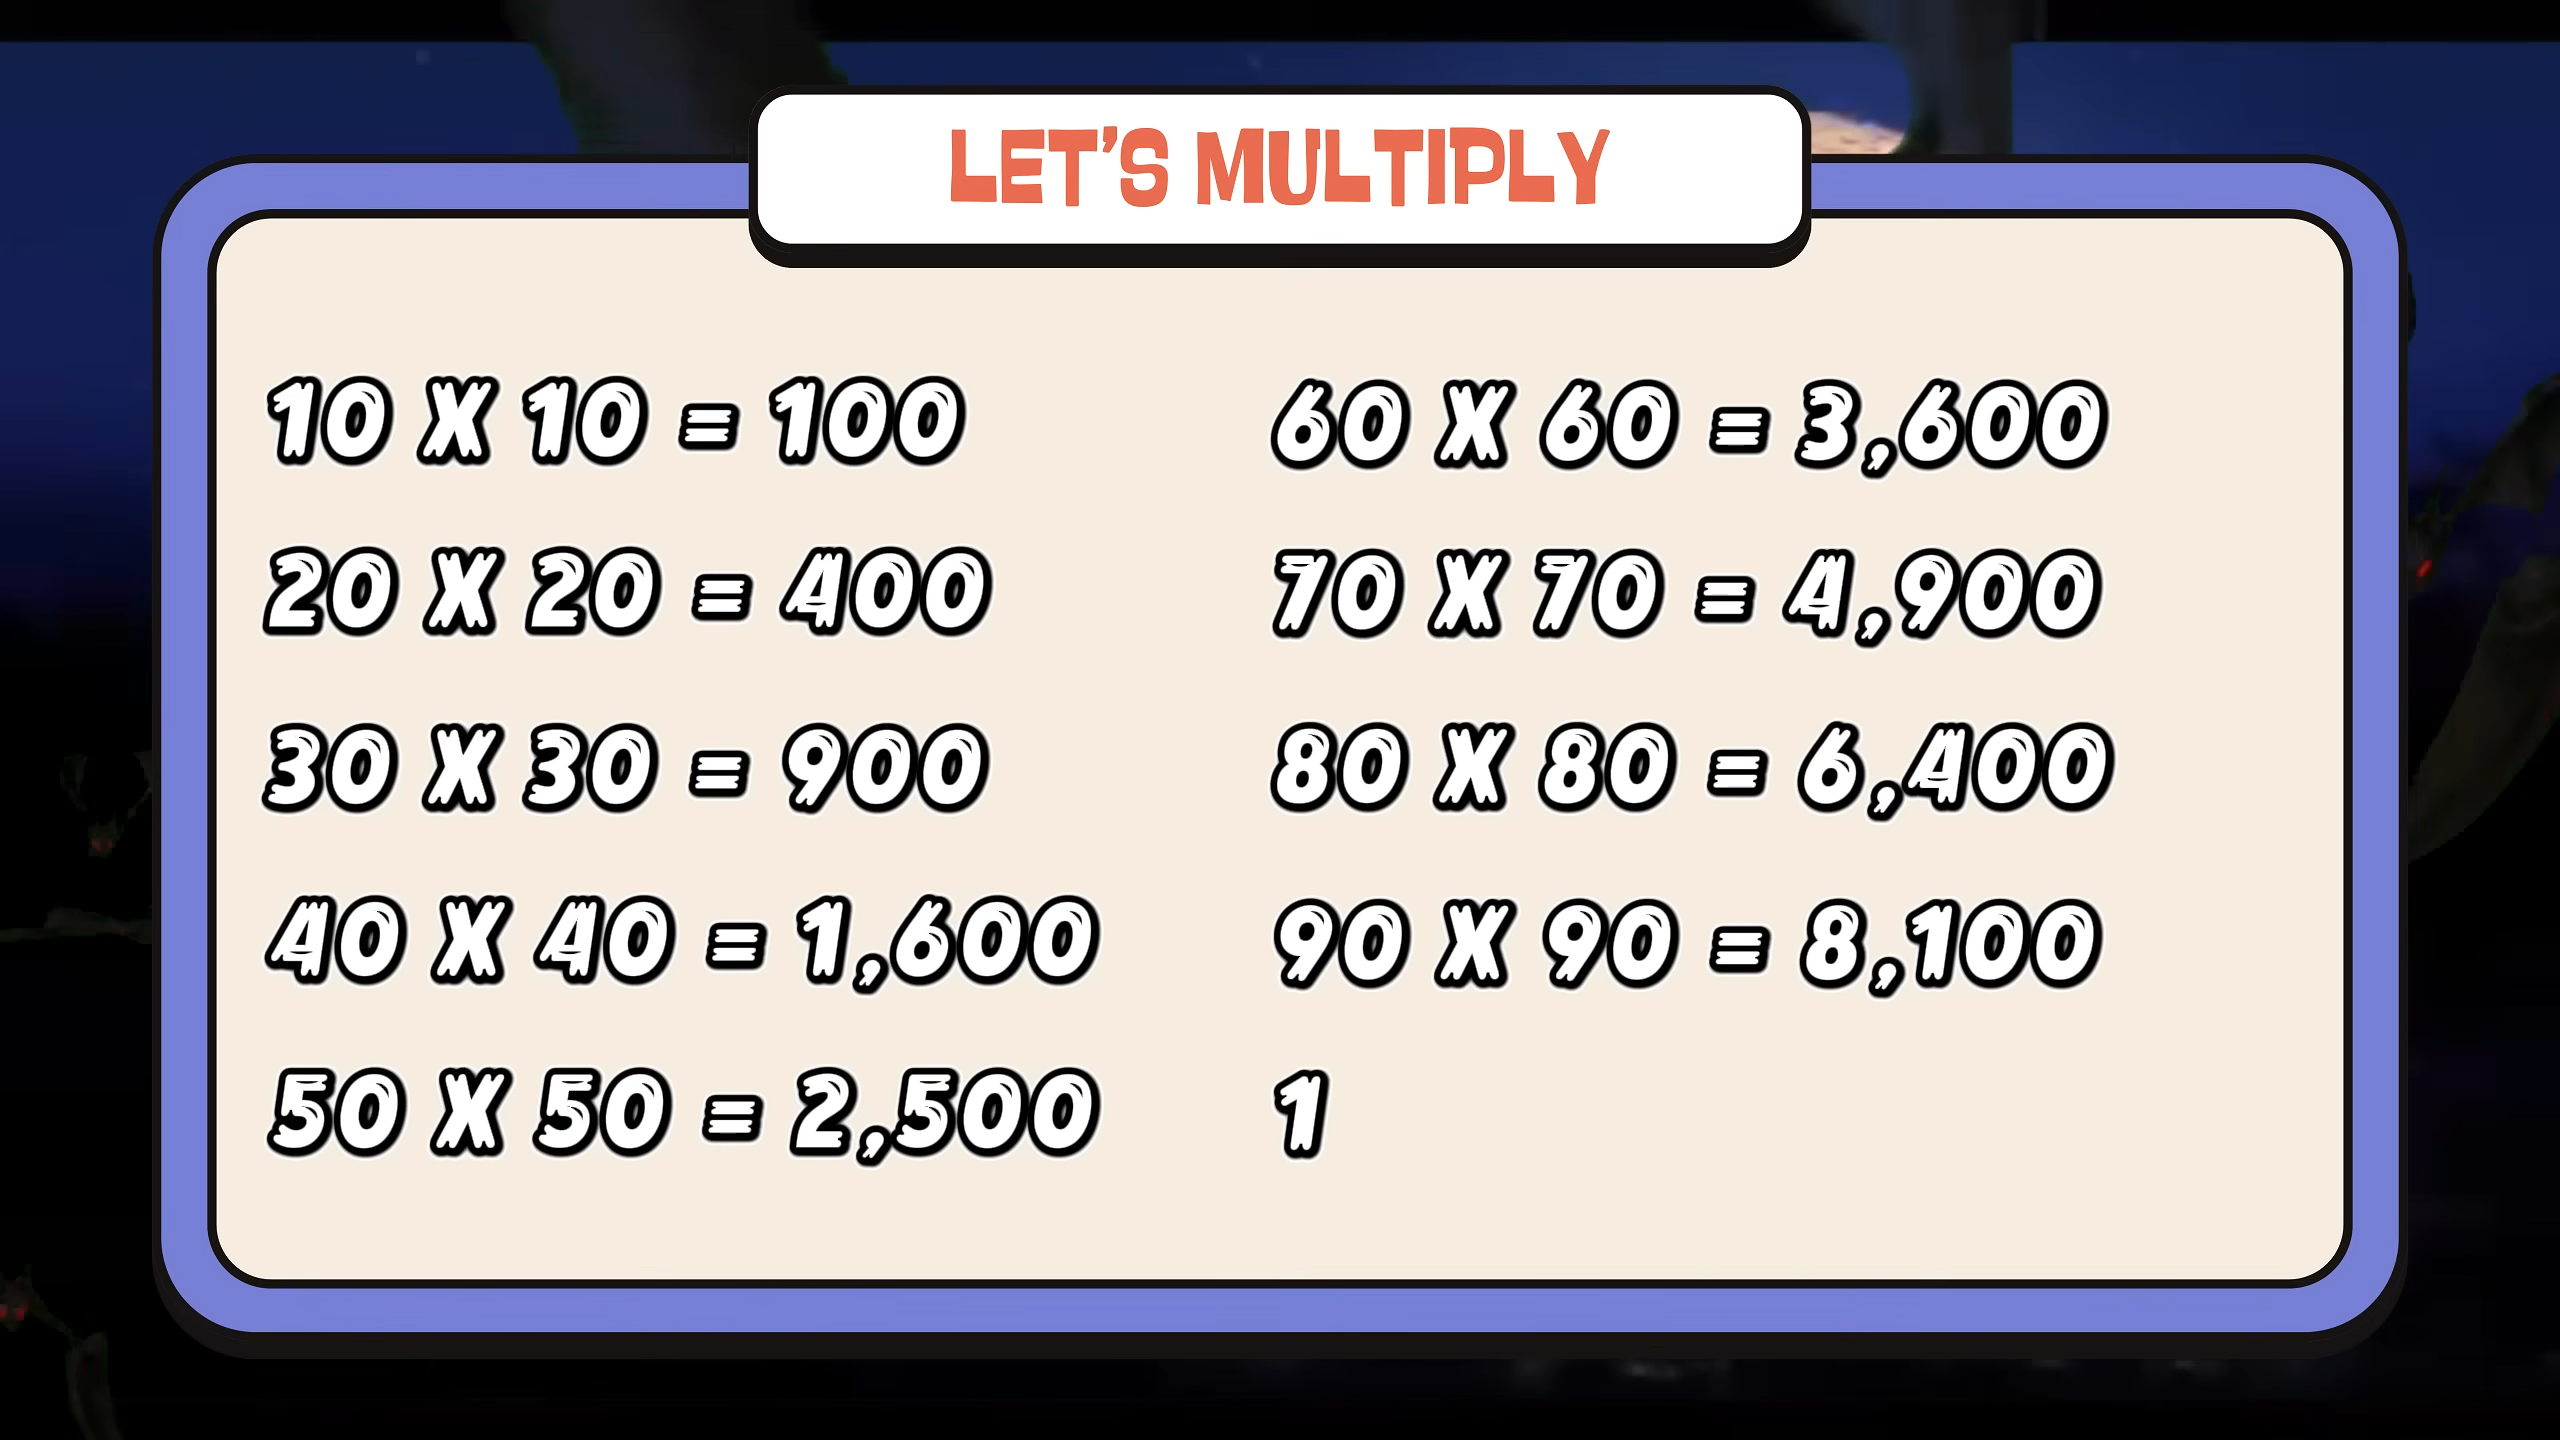 LET'S MULTIPLY
10 X 10 = 100
20 X 20 = 400
30 X 30 = 900
40 X 40 = 1,600
50 X 50 = 2,500
60 X 60 = 3,600
70 X 70 = 4,900
80 X 80 = 6,400
90 X 90 = 8,100
1